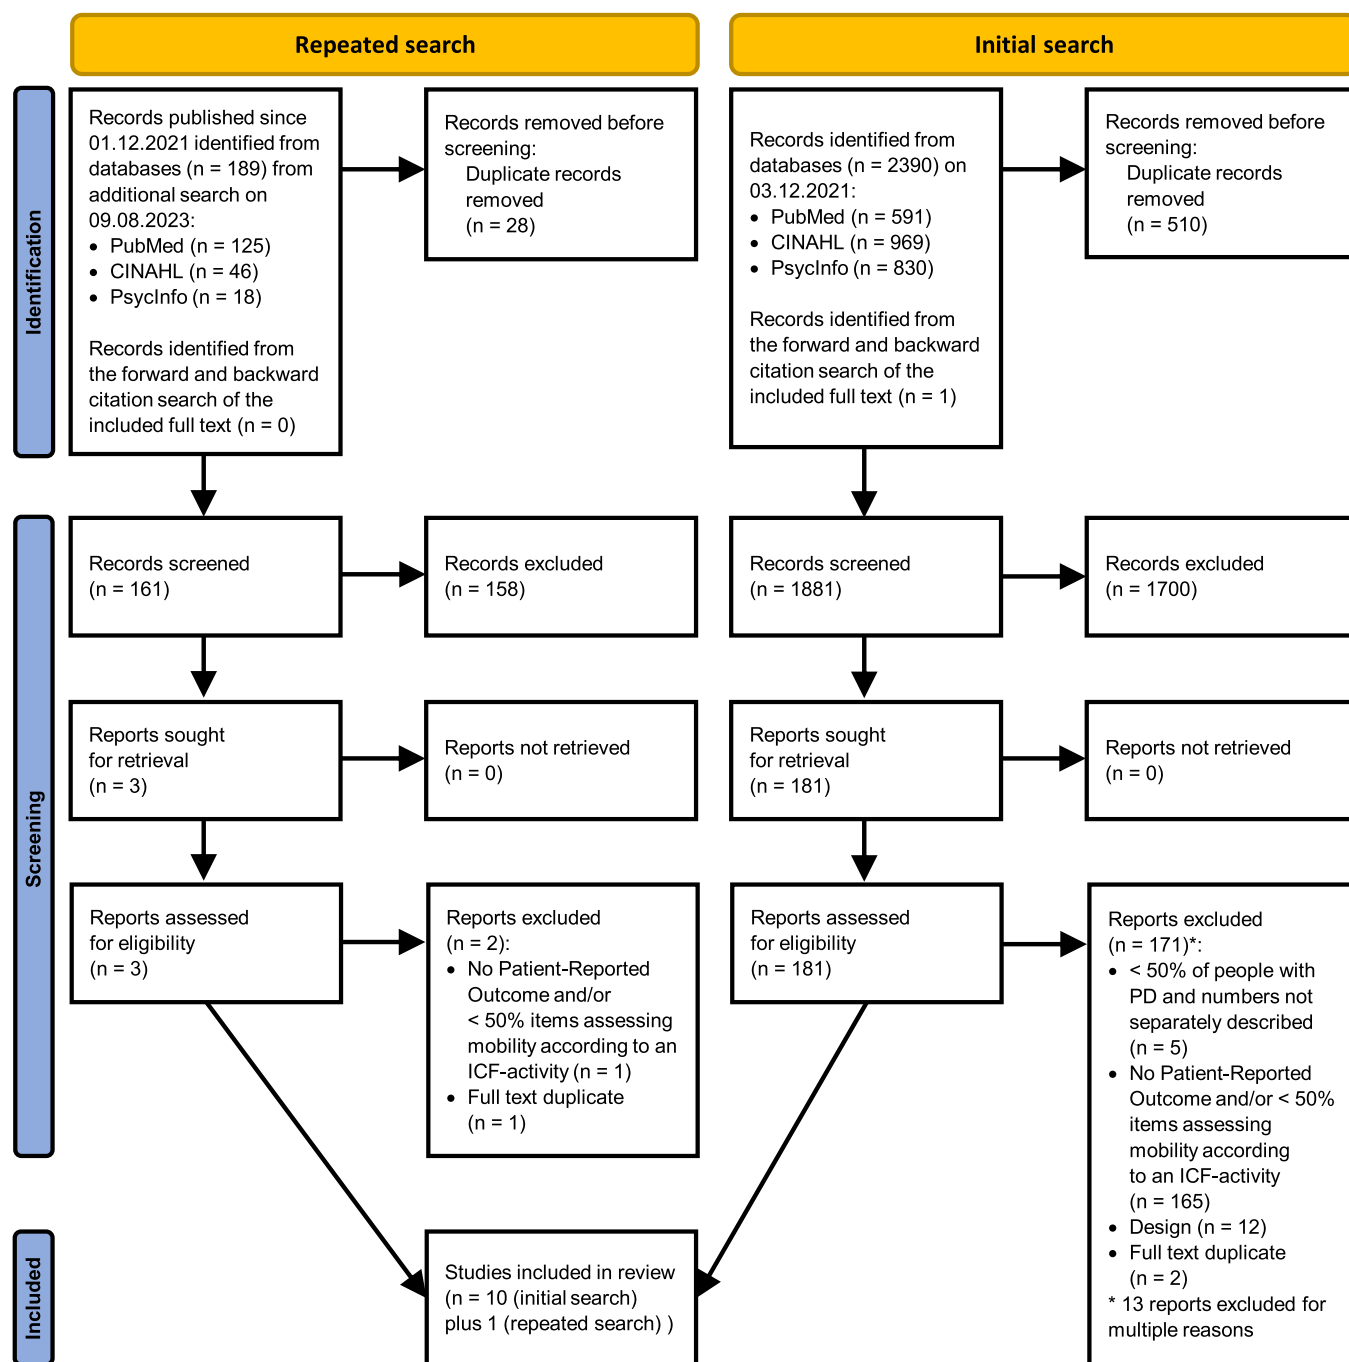 Repeated search
Initial search
Identification
Records published since
01.12.2021 identified from
databases (n = 189) from
additional search on
09.08.2023:
• PubMed (n = 125)
• CINAHL (n = 46)
• PsycInfo (n = 18)
Records identified from
the forward and backward
citation search of the
included full text (n = 0)
Records removed before
screening:
Duplicate records
removed
(n = 28)
Records identified from
databases (n = 2390) on
03.12.2021:
• PubMed (n = 591)
• CINAHL (n = 969)
• PsycInfo (n = 830)
Records identified from
the forward and backward
citation search of the
included full text (n = 1)
Records removed before
screening:
Duplicate records
removed
(n = 510)
Screening
Records screened
(n = 161)
Records excluded
(n = 158)
Records screened
(n = 1881)
Records excluded
(n = 1700)
Reports sought
for retrieval
(n = 3)
Reports not retrieved
(n = 0)
Reports sought
for retrieval
(n = 181)
Reports not retrieved
(n = 0)
Reports assessed
for eligibility
(n = 3)
Reports excluded
(n = 2):
• No Patient-Reported
Outcome and/or
< 50% items assessing
mobility according to an
ICF-activity (n = 1)
• Full text duplicate
(n = 1)
Reports assessed
for eligibility
(n = 181)
Reports excluded
(n = 171)*:
• < 50% of people with
PD and numbers not
separately described
(n = 5)
• No Patient-Reported
Outcome and/or < 50%
items assessing
mobility according
to an ICF-activity
(n = 165)
• Design (n = 12)
• Full text duplicate
(n = 2)
* 13 reports excluded for
multiple reasons
Included
Studies included in review
(n = 10 (initial search)
plus 1 (repeated search) )